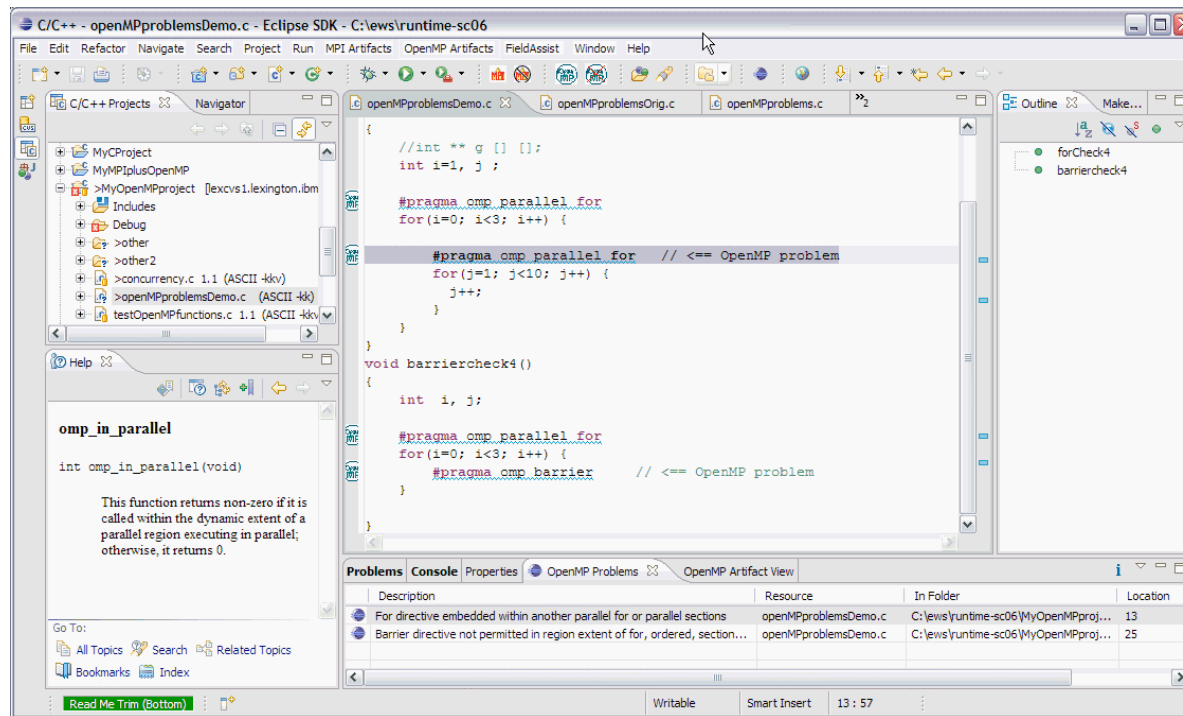 C/C++ - openMPproblemsDemo.c - Eclipse SDK - C:\ews\runtime-sc06
File Edit Refactor Navigate Search Project Run MPI Artifacts OpenMP Artifacts FieldAssist Window Help
C/C++ Projects Navigator
MyCProject
MyMPIplusOpenMP
>MyOpenMPproject [lexcvs1.lexington.ibm
Includes
Debug
>other
>other2
>concurrency.c 1.1 (ASCII -kkv)
>openMPproblemsDemo.c (ASCII -kk)
testOpenMPfunctions.c 1.1 (ASCII -kkv
Help
omp_in_parallel
int omp_in_parallel(void)
This function returns non-zero if it is
called within the dynamic extent of a
parallel region executing in parallel;
otherwise, it returns 0.
Go To:
All Topics Search Related Topics
Bookmarks Index
openMPproblemsDemo.c openMPproblemsOrig.c openMPproblems.c »2
{
//int ** g [] [];
int i=1, j ;
#pragma omp parallel for
for(i=0; i<3; i++) {
#pragma omp parallel for // <== OpenMP problem
for(j=1; j<10; j++) {
j++;
}
}
}
void barriercheck4()
{
int i, j;
#pragma omp parallel for
for(i=0; i<3; i++) {
#pragma omp barrier // <== OpenMP problem
}
}
Outline Make...
forCheck4
barriercheck4
Problems Console Properties OpenMP Problems OpenMP Artifact View
Description Resource In Folder Location
For directive embedded within another parallel for or parallel sections openMPproblemsDemo.c C:\ews\runtime-sc06\MyOpenMPproj... 13
Barrier directive not permitted in region extent of for, ordered, section... openMPproblemsDemo.c C:\ews\runtime-sc06\MyOpenMPproj... 25
Read Me Trim (Bottom) Writable Smart Insert 13 : 57